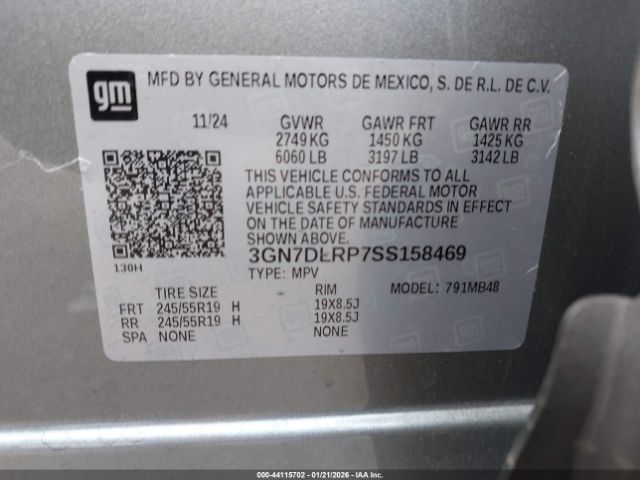 gm
MFD BY GENERAL MOTORS DE MEXICO, S. DE R.L. DE C.V.
11/24 GVWR GAWR FRT GAWR RR
2749 KG 1450 KG 1425 KG
6060 LB 3197 LB 3142 LB
THIS VEHICLE CONFORMS TO ALL
APPLICABLE U.S. FEDERAL MOTOR
VEHICLE SAFETY STANDARDS IN EFFECT
ON THE DATE OF MANUFACTURE
SHOWN ABOVE.
130H
3GN7DLRP7SS158469
TYPE: MPV
TIRE SIZE RIM MODEL: 791MB48
FRT 245/55R19 H 19X8.5J
RR 245/55R19 H 19X8.5J
SPA NONE NONE
000-44115702 - 01/21/2026 - IAAI Copart